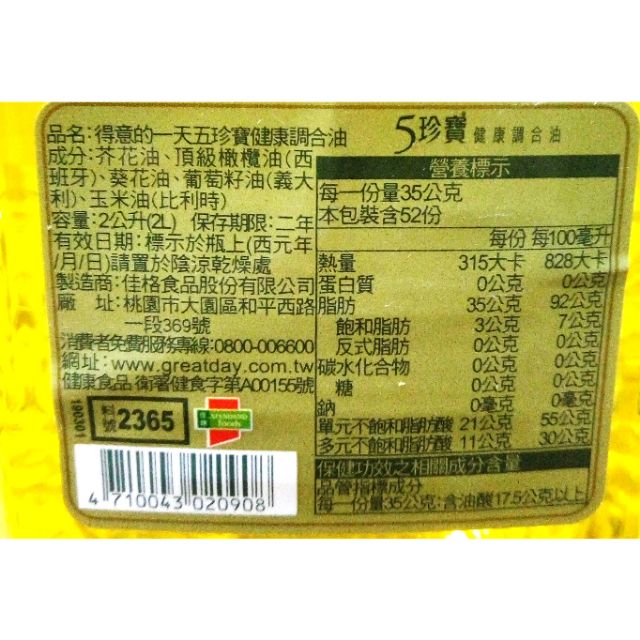 品名:得意的一天五珍寶健康調合油
成分:芥花油、頂級橄欖油(西
班牙)、葵花油、葡萄籽油(義大
利)、玉米油(比利時)
容量:2公升(2L) 保存期限:二年
有效日期:標示於瓶上(西元年
/月/日)請置於陰涼乾燥處
製造商:佳格食品股份有限公司
廠 址:桃園市大園區和平西路
一段369號
消費者免費服務專線:0800-006600
網址:www.greatday.com.tw
健康食品 衛署健食字第A00155號
190301
料號 2365
佳格 STANDARD Foods
4 710043 020908
5珍寶 健康調合油
營養標示
每一份量35公克
本包裝含52份
每份 每100毫升
熱量 315大卡 828大卡
蛋白質 0公克 0公克
脂肪 35公克 92公克
飽和脂肪 3公克 7公克
反式脂肪 0公克 0公克
碳水化合物 0公克 0公克
糖 0公克 0公克
鈉 0毫克 0毫克
單元不飽和脂肪酸 21公克 55公克
多元不飽和脂肪酸 11公克 30公克
保健功效之相關成分含量
品管指標成分
每一份量35公克:含油酸17.5公克以上